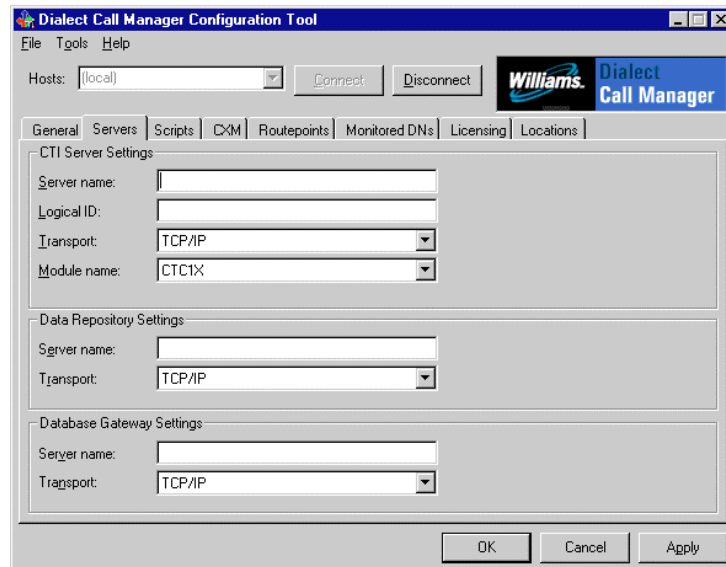 Dialect Call Manager Configuration Tool
File Tools Help
Hosts: (local) Connect Disconnect
Williams. Dialect
Call Manager
General Servers Scripts CXM Routepoints Monitored DNs Licensing Locations
CTI Server Settings
Server name:
Logical ID:
Transport: TCP/IP
Module name: CTC1X
Data Repository Settings
Server name:
Transport: TCP/IP
Database Gateway Settings
Server name:
Transport: TCP/IP
OK Cancel Apply